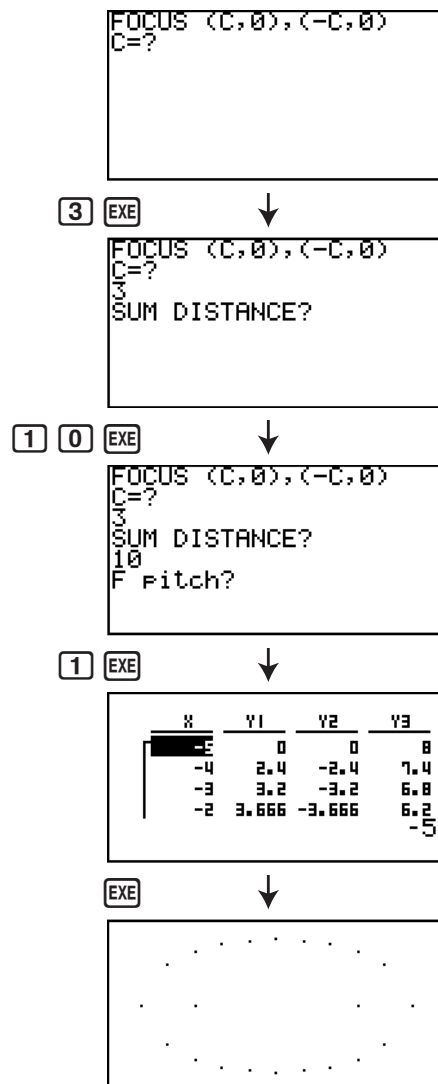 FOCUS (C,0),(-C,0)
C=?
3 EXE
FOCUS (C,0),(-C,0)
C=?
3
SUM DISTANCE?
1 0 EXE
FOCUS (C,0),(-C,0)
C=?
3
SUM DISTANCE?
10
F pitch?
1 EXE
X Y1 Y2 Y3
-5 0 0 8
-4 2.4 -2.4 7.4
-3 3.2 -3.2 6.8
-2 3.666 -3.666 6.2
-5
EXE